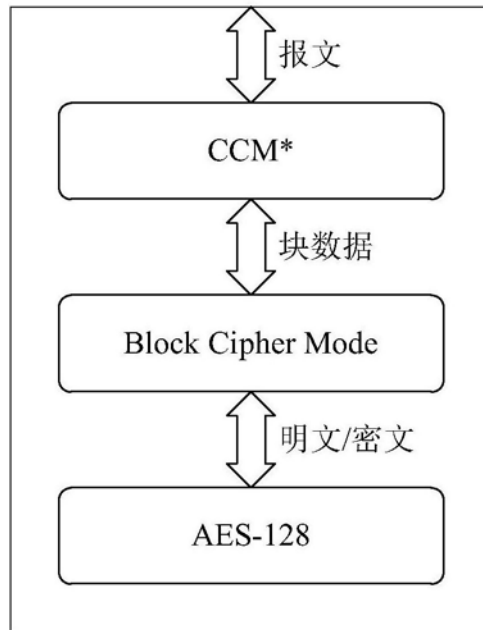 报文
CCM*
块数据
Block Cipher Mode
明文/密文
AES-128